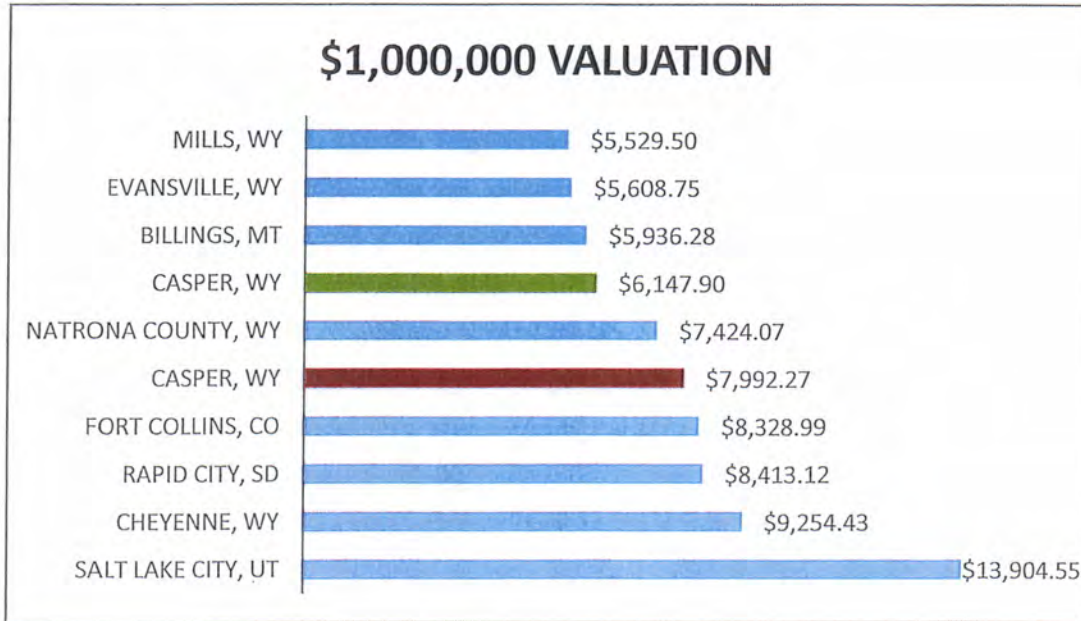 $1,000,000 VALUATION
MILLS, WY $5,529.50
EVANSVILLE, WY $5,608.75
BILLINGS, MT $5,936.28
CASPER, WY $6,147.90
NATRONA COUNTY, WY $7,424.07
CASPER, WY $7,992.27
FORT COLLINS, CO $8,328.99
RAPID CITY, SD $8,413.12
CHEYENNE, WY $9,254.43
SALT LAKE CITY, UT $13,904.55